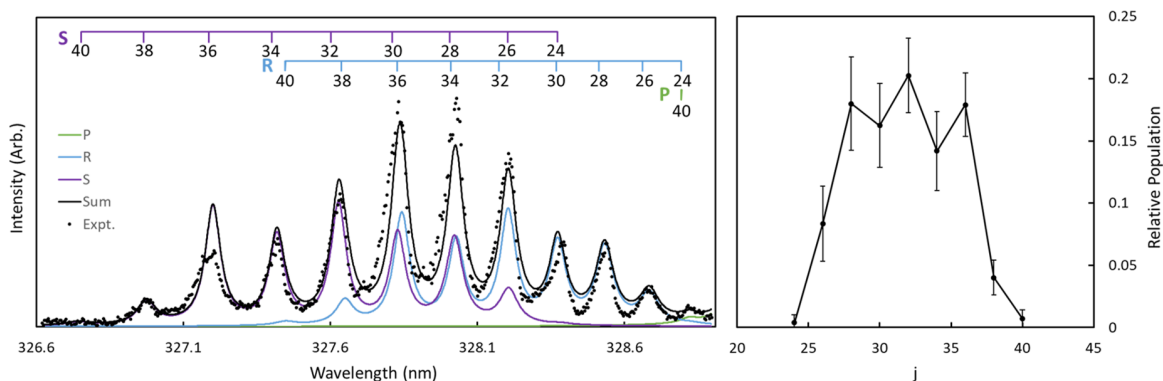 S
40 38 36 34 32 30 28 26 24
R
40 38 36 34 32 30 28 26 24
P
40
P
R
S
Sum
Expt.
Intensity (Arb.)
326.6 327.1 327.6 328.1 328.6
Wavelength (nm)
0.25
0.2
0.15
0.1
0.05
0
Relative Population
20 25 30 35 40 45
j